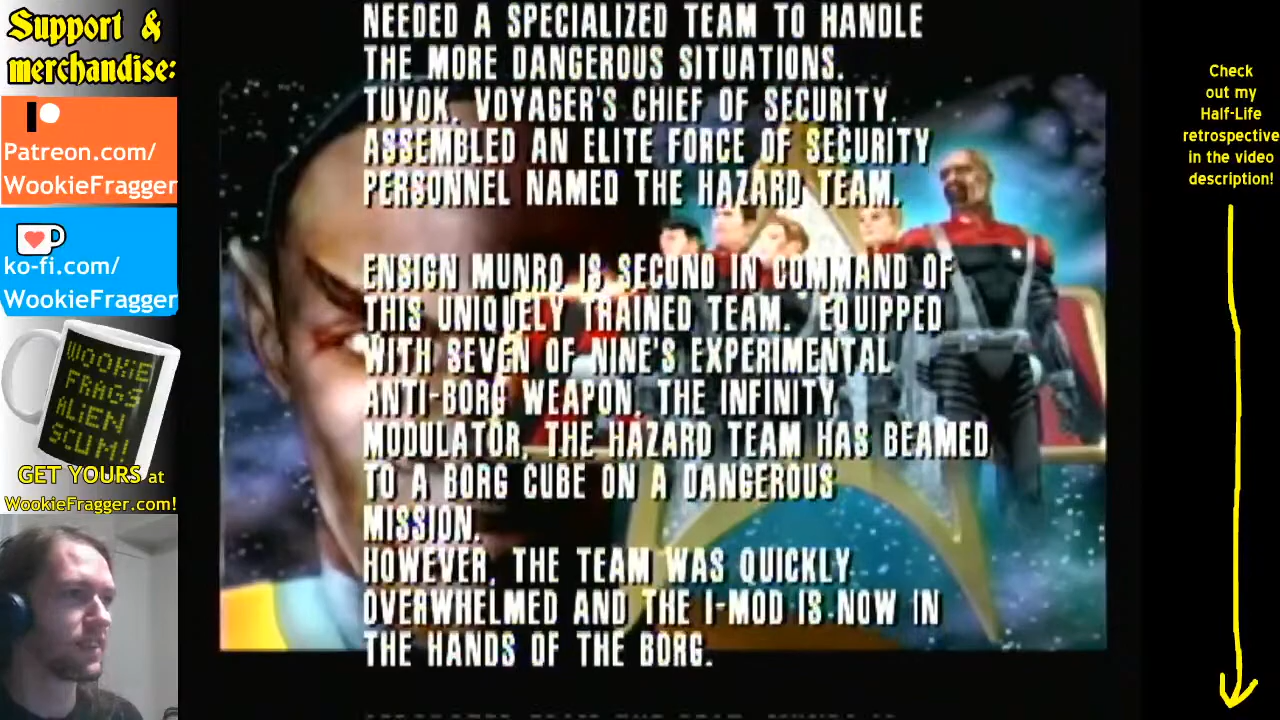 Support &
merchandise:
Patreon.com/
WookieFragger
ko-fi.com/
WookieFragger
WOOKIE
FRAGS
ALIEN
SCUM!
GET YOURS at
WookieFragger.com!
NEEDED A SPECIALIZED TEAM TO HANDLE
THE MORE DANGEROUS SITUATIONS.
TUVOK, VOYAGER'S CHIEF OF SECURITY,
ASSEMBLED AN ELITE FORCE OF SECURITY
PERSONNEL NAMED THE HAZARD TEAM.
ENSIGN MUNRO IS SECOND IN COMMAND OF
THIS UNIQUELY TRAINED TEAM. EQUIPPED
WITH SEVEN OF NINE'S EXPERIMENTAL
ANTI-BORG WEAPON, THE INFINITY
MODULATOR, THE HAZARD TEAM HAS BEAMED
TO A BORG CUBE ON A DANGEROUS
MISSION.
HOWEVER, THE TEAM WAS QUICKLY
OVERWHELMED AND THE I-MOD IS NOW IN
THE HANDS OF THE BORG.
Check
out my
Half-Life
retrospective
in the video
description!